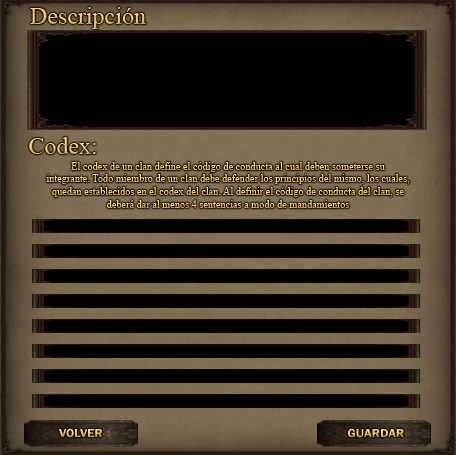 Descripción
Codex:
El codex de un clan define el código de conducta al cual deben someterse su
integrante. Todo miembro de un clan debe defender los principios del mismo, los cuales,
quedan establecidos en el codex del clan. Al definir el código de conducta del clan, se
deberá dar al menos 4 sentencias a modo de mandamientos
VOLVER
GUARDAR